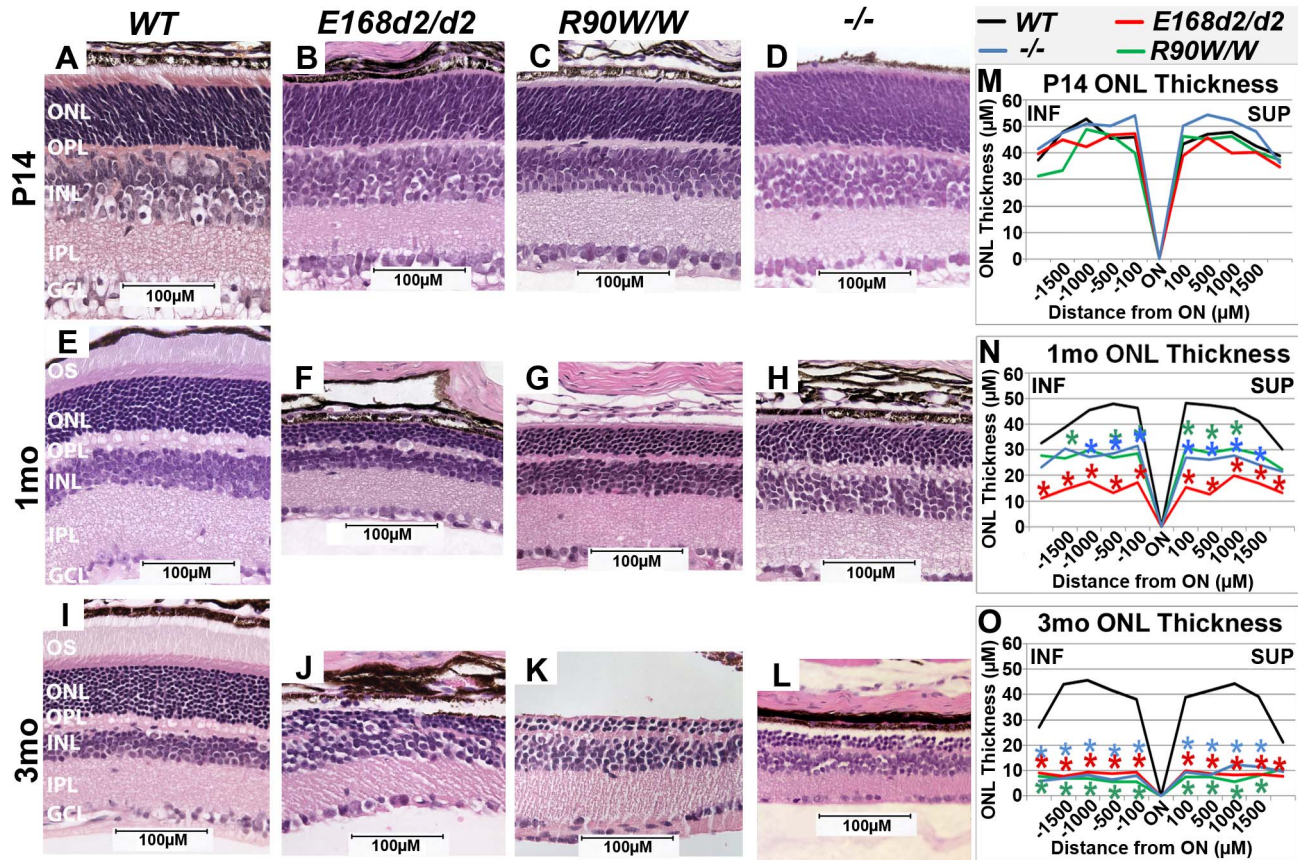 WT E168d2/d2 R90W/W -/-
P14
A
ONL
OPL
INL
IPL
GCL
100µM
B
100µM
C
100µM
D
100µM
1mo
E
OS
ONL
OPL
INL
IPL
GCL
100µM
F
100µM
G
100µM
H
100µM
3mo
I
OS
ONL
OPL
INL
IPL
GCL
100µM
J
100µM
K
100µM
L
100µM
WT E168d2/d2
-/- R90W/W
M P14 ONL Thickness
INF SUP
ONL Thickness (µM)
60
50
40
30
20
10
0
-1500 -1000 -500 -100 ON 100 500 1000 1500
Distance from ON (µM)
N 1mo ONL Thickness
INF SUP
ONL Thickness (µM)
60
50
40
30
20
10
0
* * * * * *
* * * * * * *
* * * * * * * * * *
-1500 -1000 -500 -100 ON 100 500 1000 1500
Distance from ON (µM)
O 3mo ONL Thickness
INF SUP
ONL Thickness (µM)
60
50
40
30
20
10
0
* * * * * * * * *
* * * * * * * * *
* * * * * * * * *
-1500 -1000 -500 -100 ON 100 500 1000 1500
Distance from ON (µM)